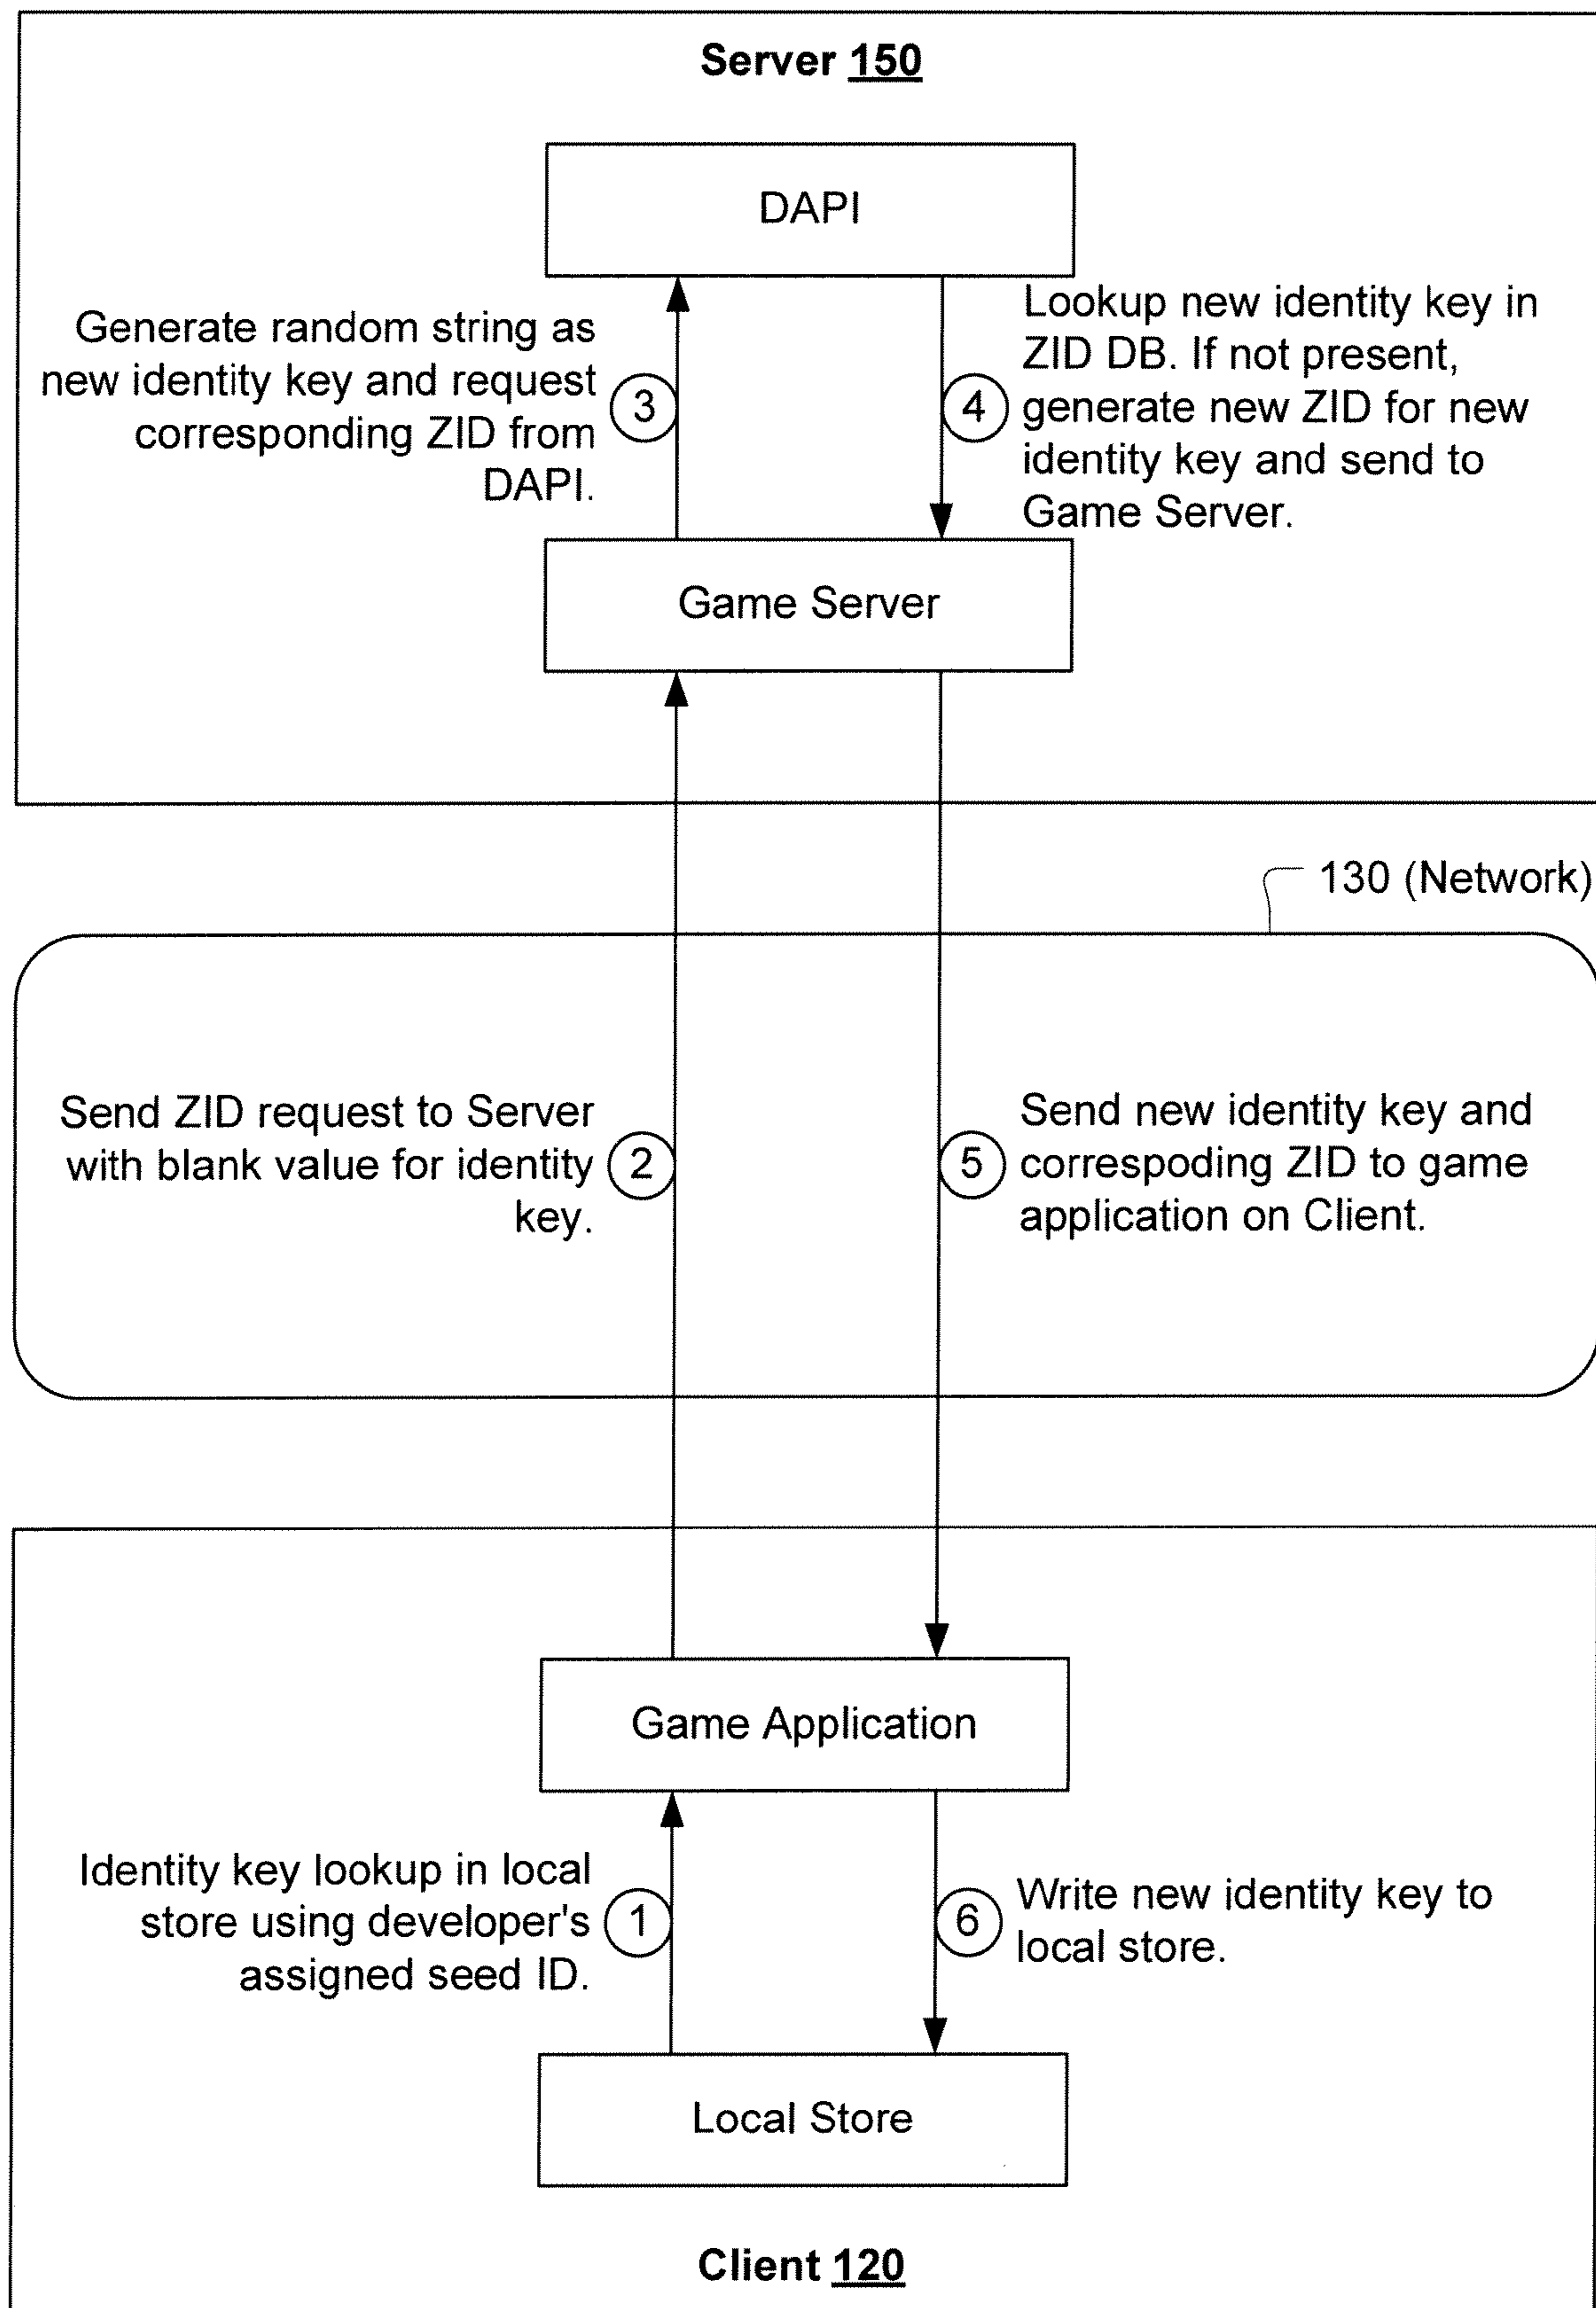 Server 150
DAPI
Generate random string as
new identity key and request
corresponding ZID from
DAPI.
3
4
Lookup new identity key in
ZID DB. If not present,
generate new ZID for new
identity key and send to
Game Server.
Game Server
130 (Network)
Send ZID request to Server
with blank value for identity
key.
2
5
Send new identity key and
correspoding ZID to game
application on Client.
Game Application
Identity key lookup in local
store using developer's
assigned seed ID.
1
6
Write new identity key to
local store.
Local Store
Client 120